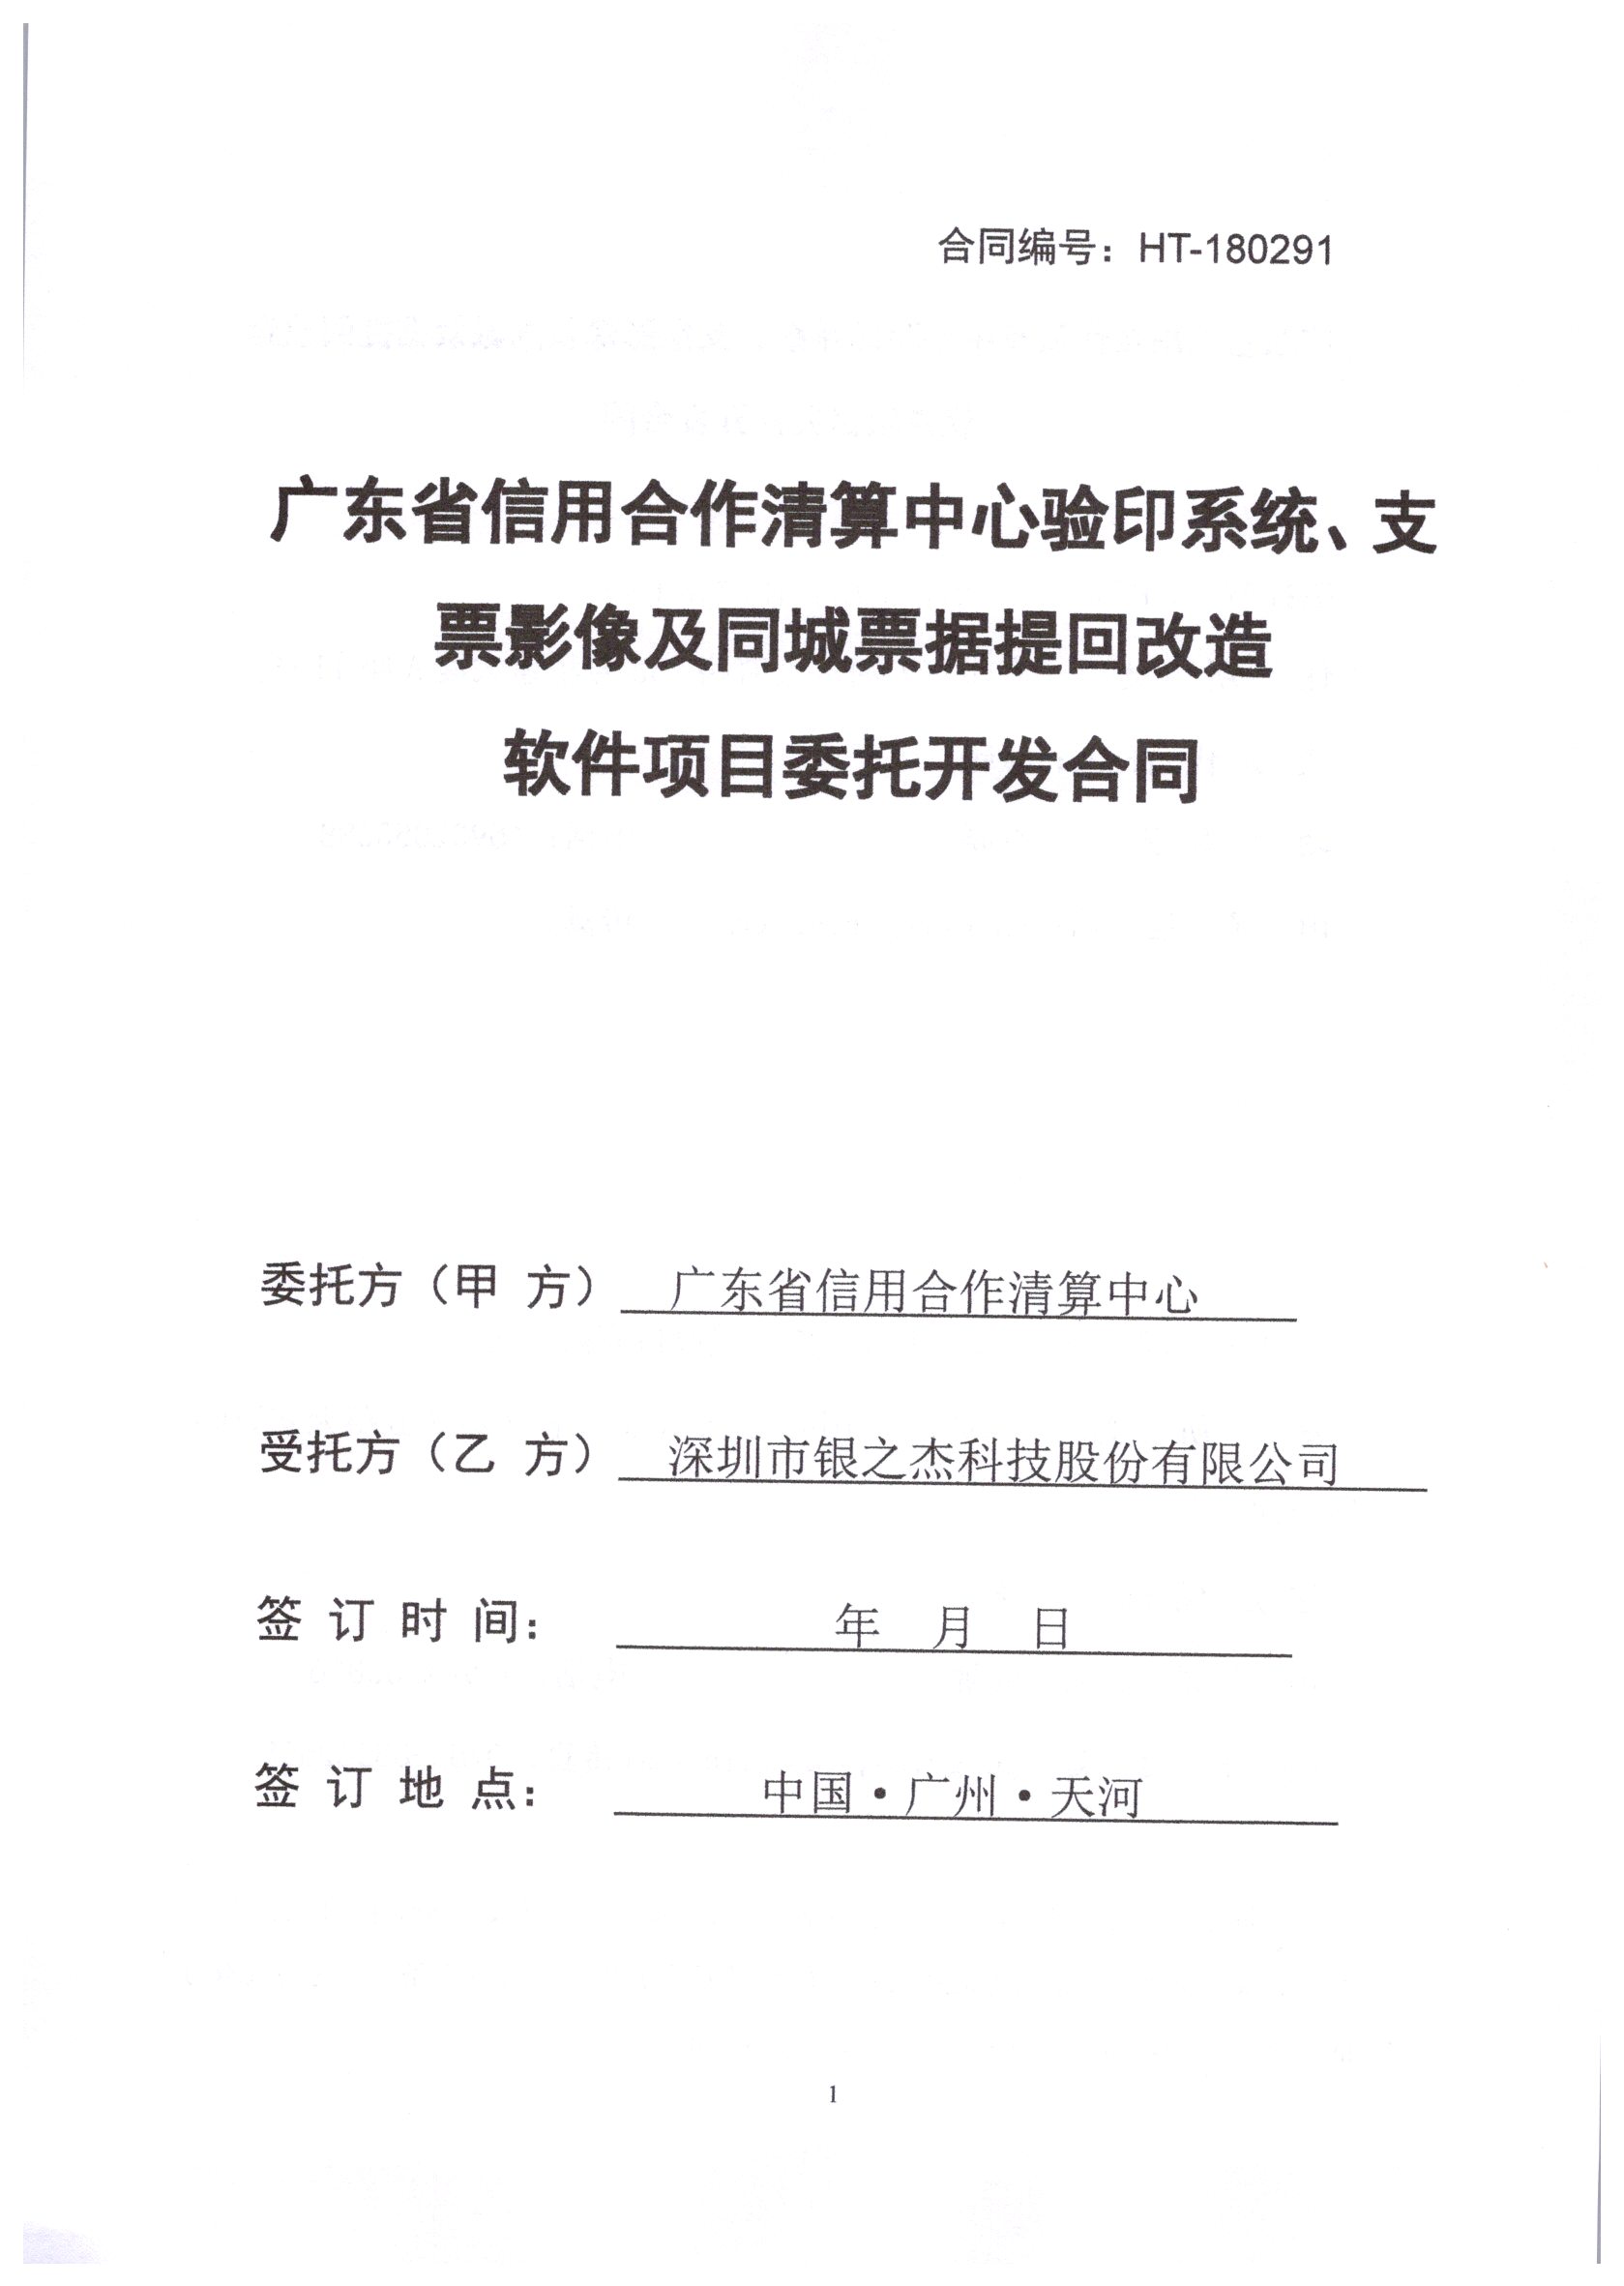 合同编号：HT-180291
广东省信用合作清算中心验印系统、支
票影像及同城票据提回改造
软件项目委托开发合同
委托方（甲 方） 广东省信用合作清算中心
受托方（乙 方） 深圳市银之杰科技股份有限公司
签 订 时 间： 年 月 日
签 订 地 点： 中国·广州·天河
1